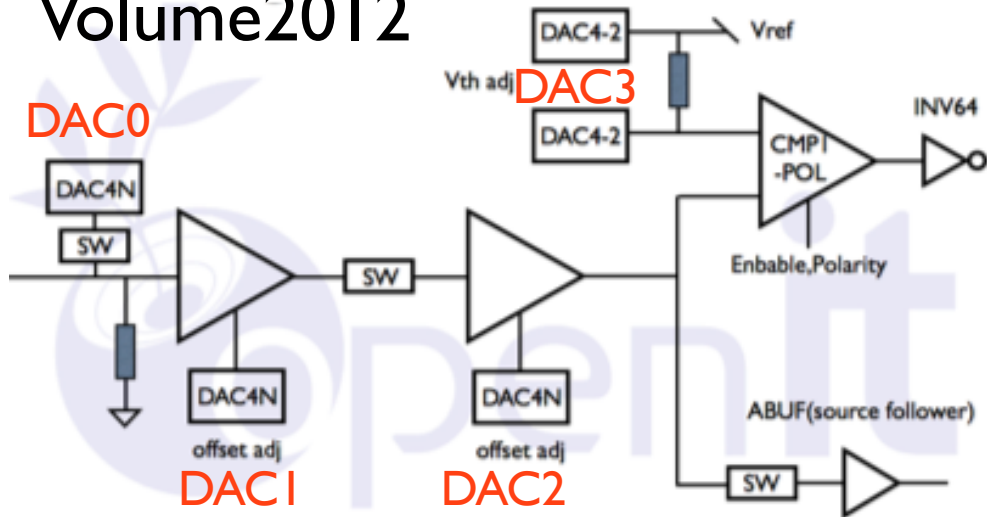 Volume2012
DAC4-2
Vref
Vth adj
DAC3
DAC0
DAC4-2
INV64
CMP1
-POL
DAC4N
SW
Enbable,Polarity
SW
openit
DAC4N
DAC4N
ABUF(source follower)
offset adj
offset adj
DAC1
DAC2
SW